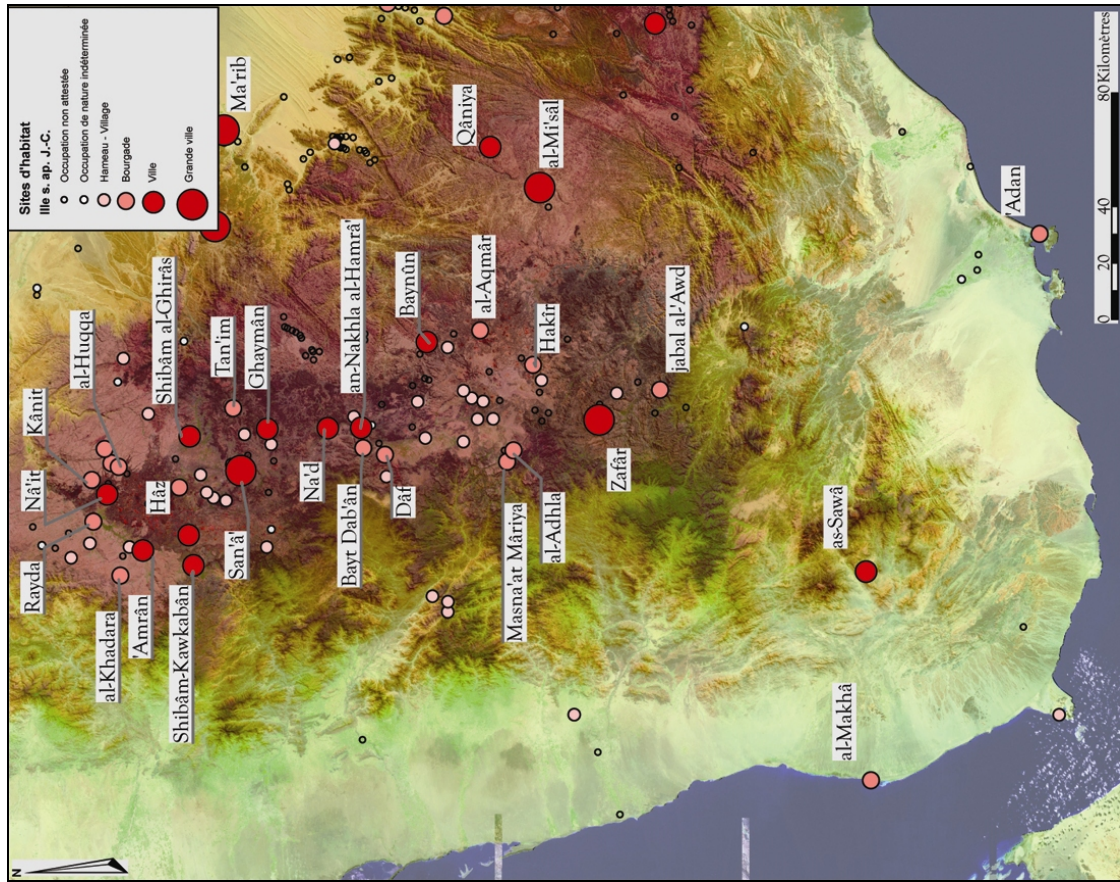 Sites d'habitat
IIIe s. ap. J.-C.
Occupation non attestée
Occupation de nature indéterminée
Hameau - Village
Bourgade
Ville
Grande ville
N
Ma'rib
Kânit
al-Huqqa
Nâ'it
Shibâm al-Ghirâs
Tan'im
Ghaymân
Hâz
Rayda
al-Khadara
'Amrân
Shibâm-Kawkabân
San'â'
Na'd
an-Nakhla al-Hamrâ'
Bayt Dab'ân
Dâf
Baynûn
Qâniya
al-Mi'sâl
al-Aqmâr
Hakîr
Masna'at Mâriya
al-Adhla
jabal al-'Awd
Zafâr
as-Sawâ
al-Makhâ
'Adan
0 20 40 80 Kilomètres